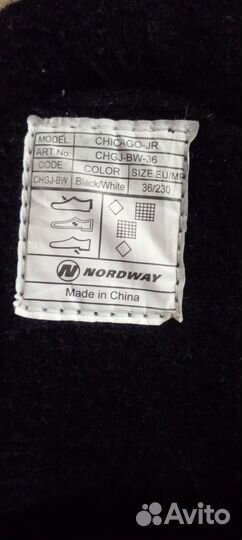 MODEL: CHICAGO-JR
ART No: CHGJ-BW-36
CODE COLOR SIZE EU/MP
CHGJ-BW Black/White 36/230
NORDWAY
Made in China
Avito